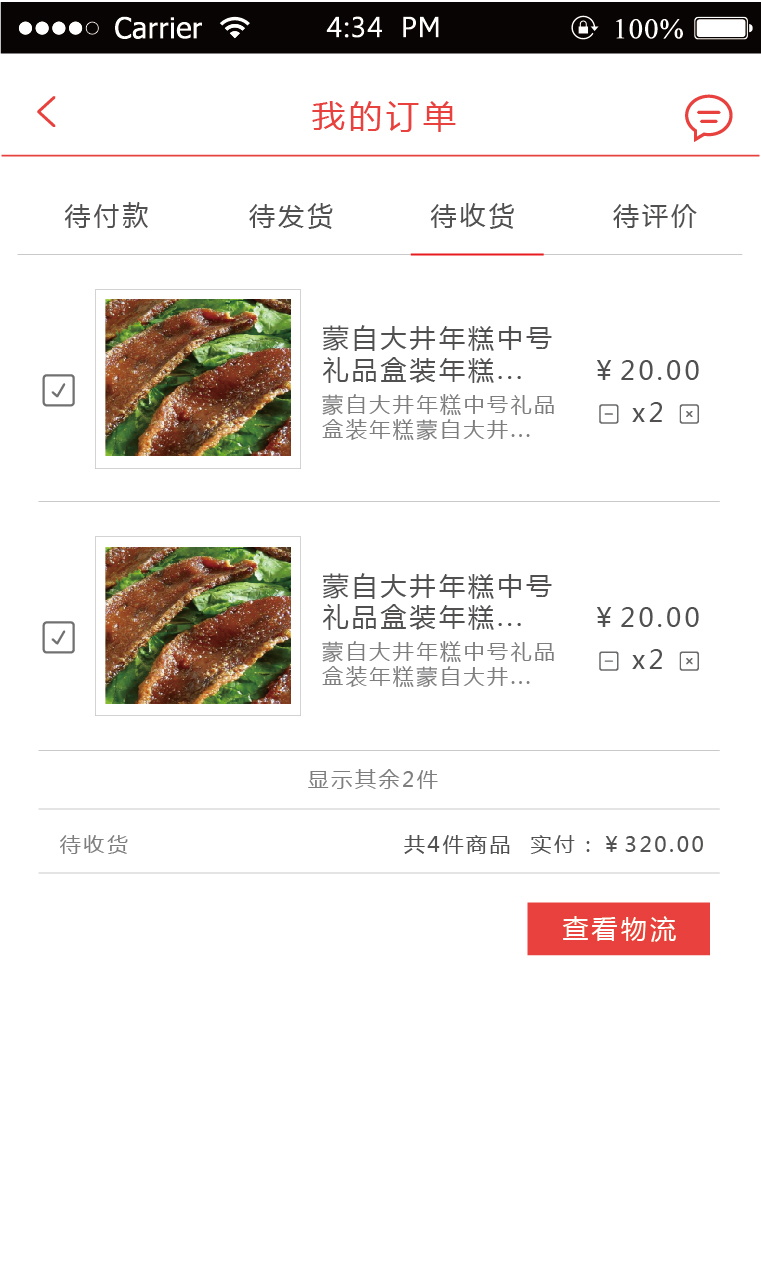 Carrier 4:34 PM 100%
我的订单
待付款 待发货 待收货 待评价
蒙自大井年糕中号
礼品盒装年糕...
蒙自大井年糕中号礼品
盒装年糕蒙自大井...
¥20.00
x2
蒙自大井年糕中号
礼品盒装年糕...
蒙自大井年糕中号礼品
盒装年糕蒙自大井...
¥20.00
x2
显示其余2件
待收货 共4件商品 实付：¥320.00
查看物流